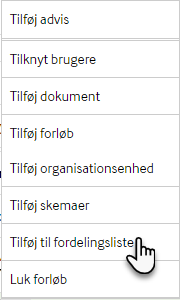 Tilføj advis
Tilknyt brugere
Tilføj dokument
Tilføj forløb
Tilføj organisationsenhed
Tilføj skemaer
Tilføj til fordelingsliste
Luk forløb